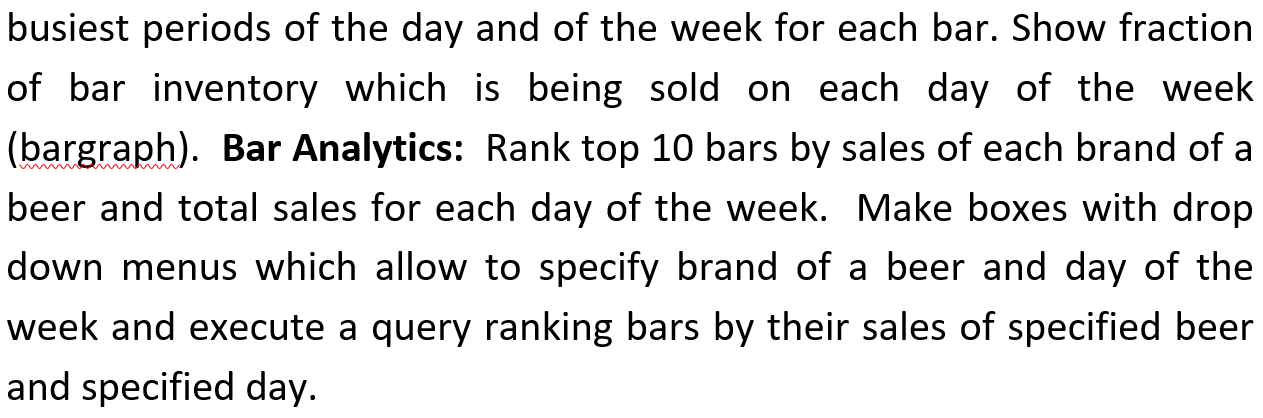 busiest periods of the day and of the week for each bar. Show fraction
of bar inventory which is being sold on each day of the week
(bargraph).  Bar Analytics:  Rank top 10 bars by sales of each brand of a
beer and total sales for each day of the week.  Make boxes with drop
down menus which allow to specify brand of a beer and day of the
week and execute a query ranking bars by their sales of specified beer
and specified day.